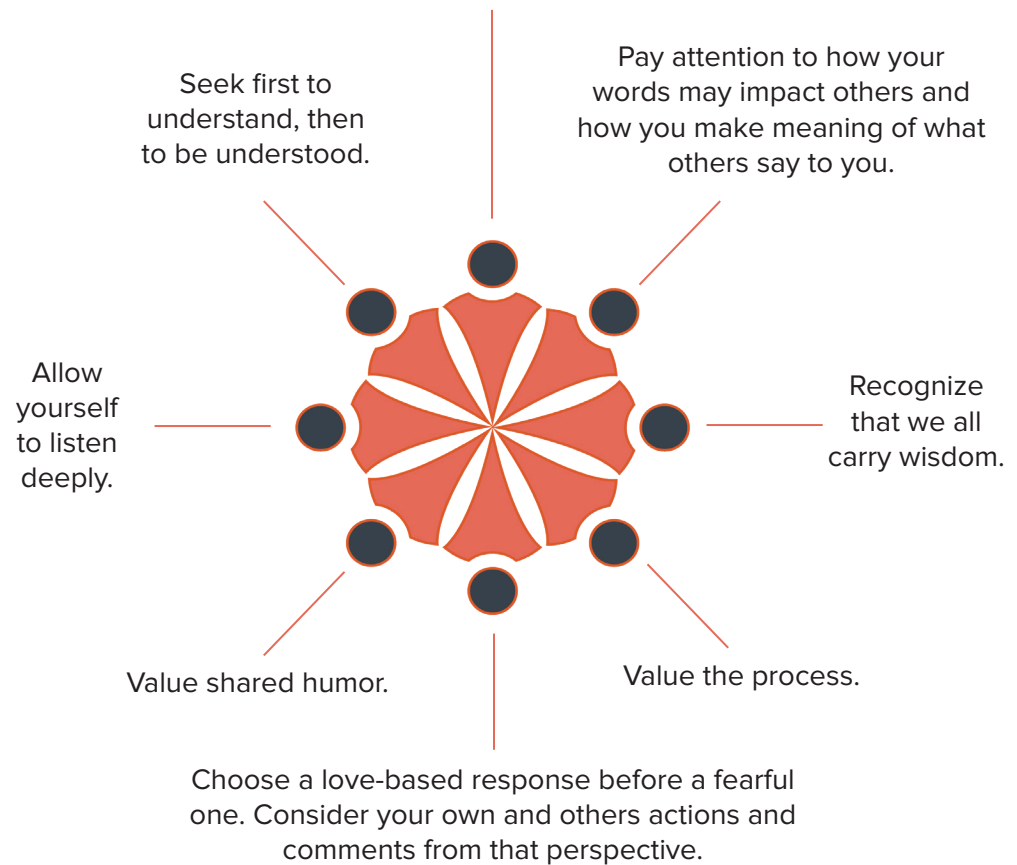 Seek first to
understand, then
to be understood.
Pay attention to how your
words may impact others and
how you make meaning of what
others say to you.
Allow
yourself
to listen
deeply.
Recognize
that we all
carry wisdom.
Value shared humor.
Value the process.
Choose a love-based response before a fearful
one. Consider your own and others actions and
comments from that perspective.